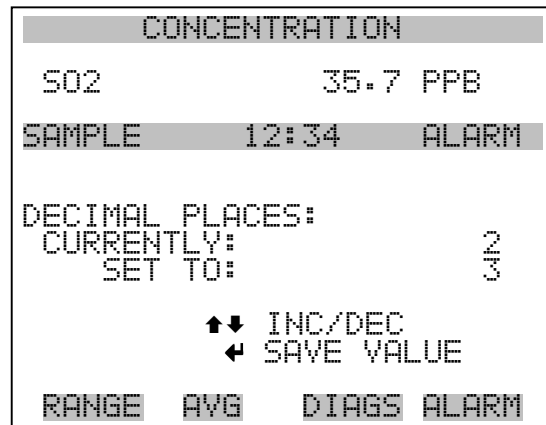 CONCENTRATION
SO2 35.7 PPB
SAMPLE 12:34 ALARM
DECIMAL PLACES:
CURRENTLY: 2
SET TO: 3
↑↓ INC/DEC
↵ SAVE VALUE
RANGE AVG DIAGS ALARM